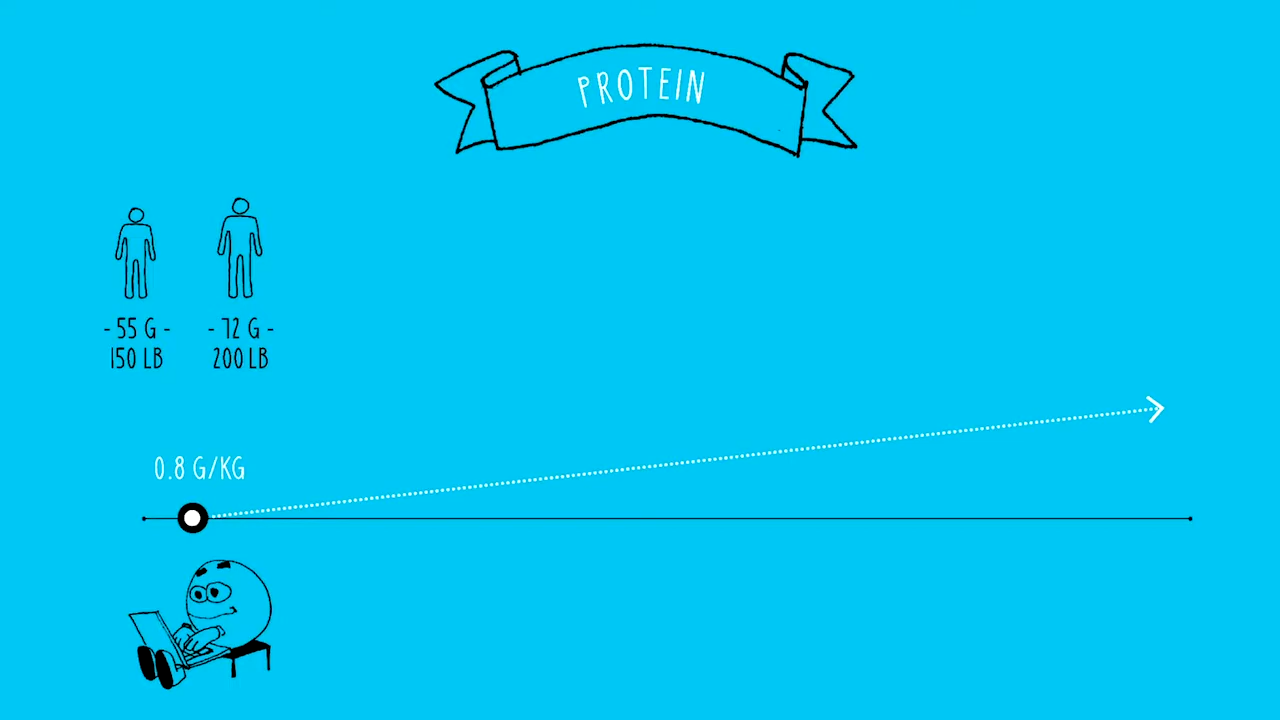 PROTEIN
- 55 G - - 72 G -
150 LB 200 LB
0.8 G/KG